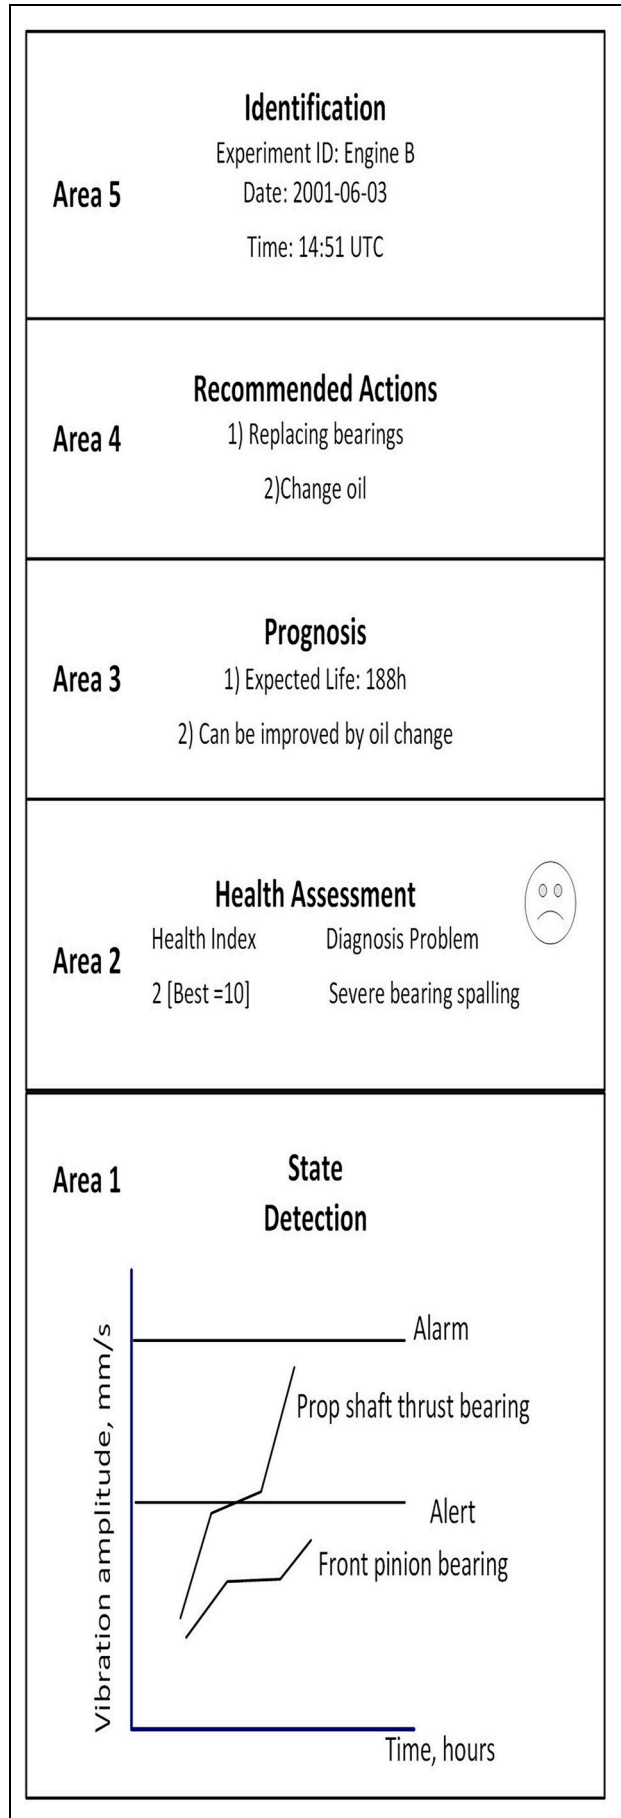 Identification
Experiment ID: Engine B
Area 5
Date: 2001-06-03
Time: 14:51 UTC
Recommended Actions
Area 4
1) Replacing bearings
2)Change oil
Prognosis
Area 3
1) Expected Life: 188h
2) Can be improved by oil change
Health Assessment
Health Index
Diagnosis Problem
Area 2
2 [Best =10]
Severe bearing spalling
Area 1
State
Detection
Alarm
Prop shaft thrust bearing
Alert
Front pinion bearing
Vibration amplitude, mm/s
Time, hours